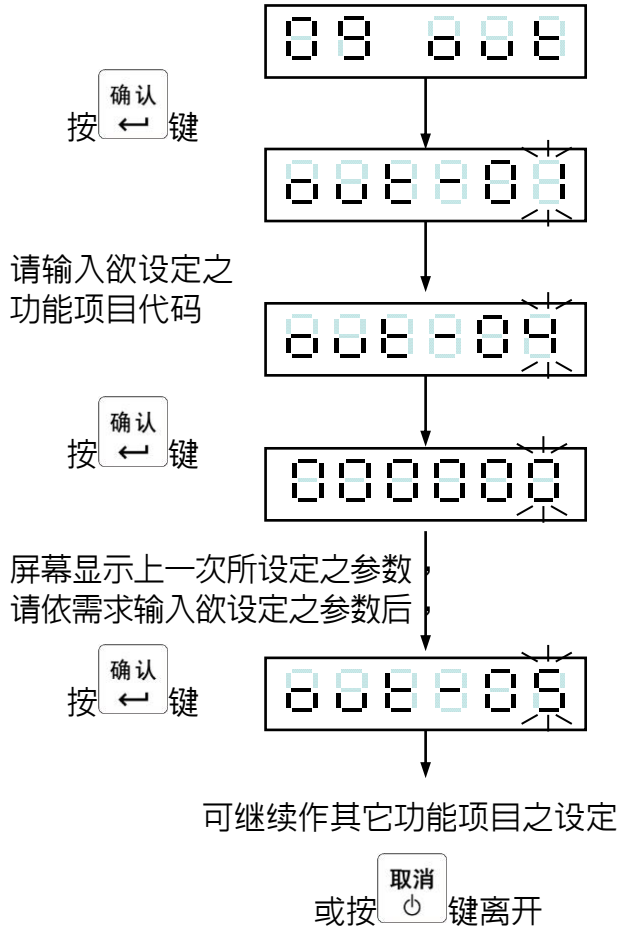 09 out
按 确认 键
out-01
请输入欲设定之
功能项目代码
out-04
按 确认 键
000000
屏幕显示上一次所设定之参数，
请依需求输入欲设定之参数后，
按 确认 键
out-05
可继续作其它功能项目之设定
或按 取消 键离开